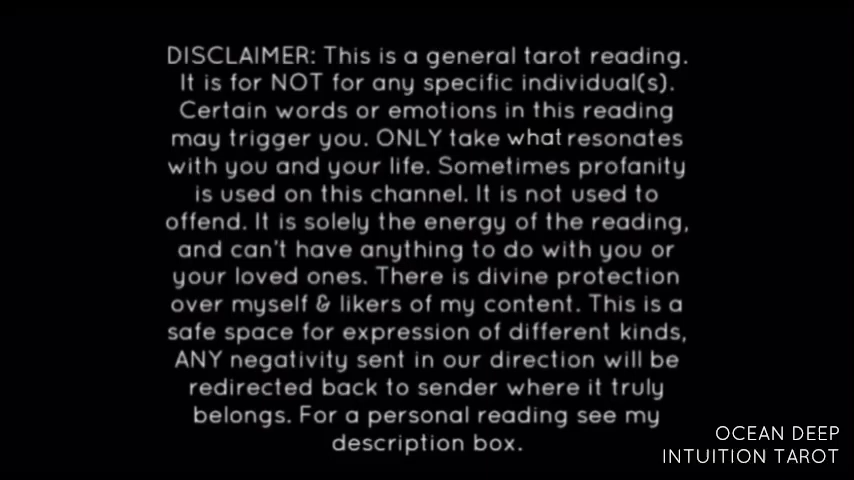 DISCLAIMER: This is a general tarot reading.
It is for NOT for any specific individual(s).
Certain words or emotions in this reading
may trigger you. ONLY take what resonates
with you and your life. Sometimes profanity
is used on this channel. It is not used to
offend. It is solely the energy of the reading,
and can't have anything to do with you or
your loved ones. There is divine protection
over myself & likers of my content. This is a
safe space for expression of different kinds,
ANY negativity sent in our direction will be
redirected back to sender where it truly
belongs. For a personal reading see my
description box.
OCEAN DEEP
INTUITION TAROT